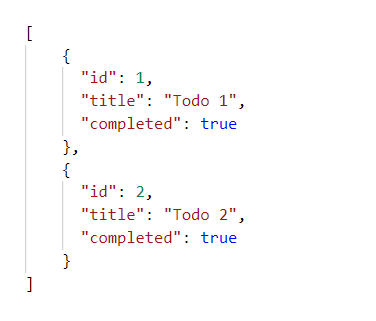 [
    {
      "id": 1,
      "title": "Todo 1",
      "completed": true
    },
    {
      "id": 2,
      "title": "Todo 2",
      "completed": true
    }
]